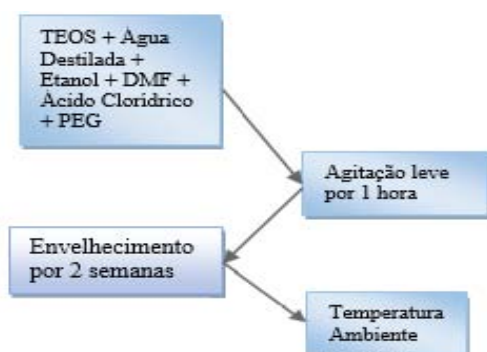 TEOS + Água
Destilada +
Etanol + DMF +
Ácido Clorídrico
+ PEG
Agitação leve
por 1 hora
Envelhecimento
por 2 semanas
Temperatura
Ambiente